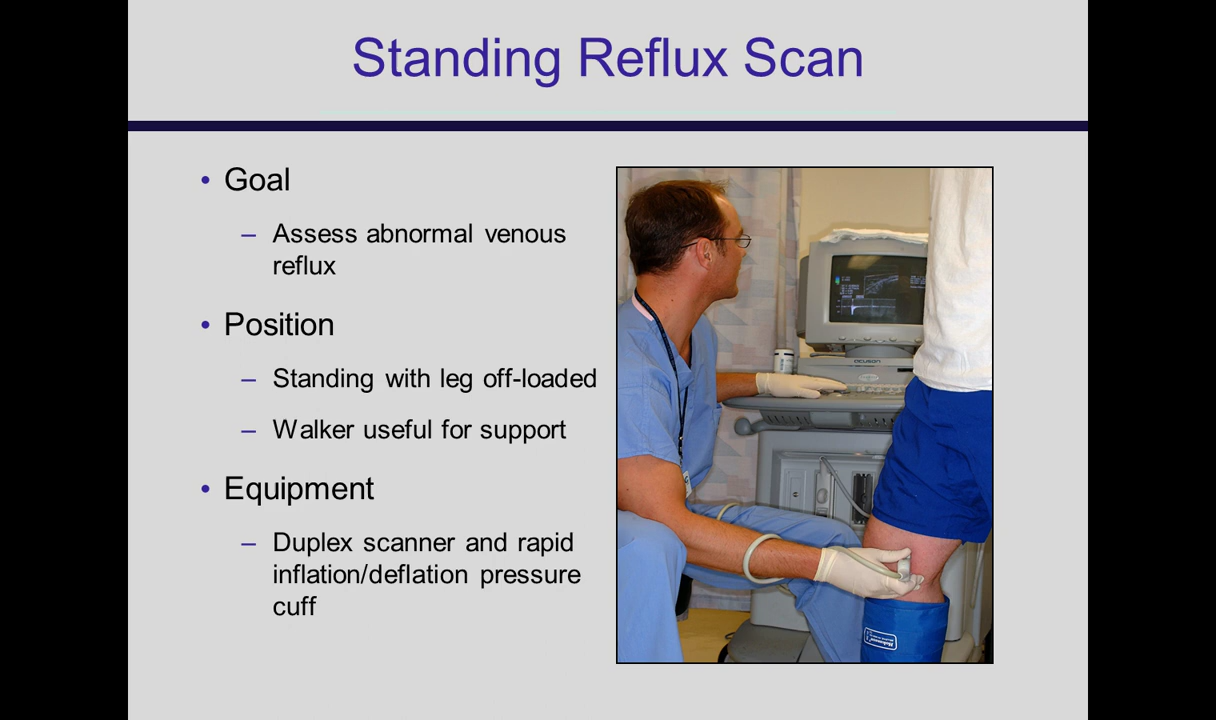 Standing Reflux Scan
• Goal
– Assess abnormal venous
reflux
• Position
– Standing with leg off-loaded
– Walker useful for support
• Equipment
– Duplex scanner and rapid
inflation/deflation pressure
cuff
acuson